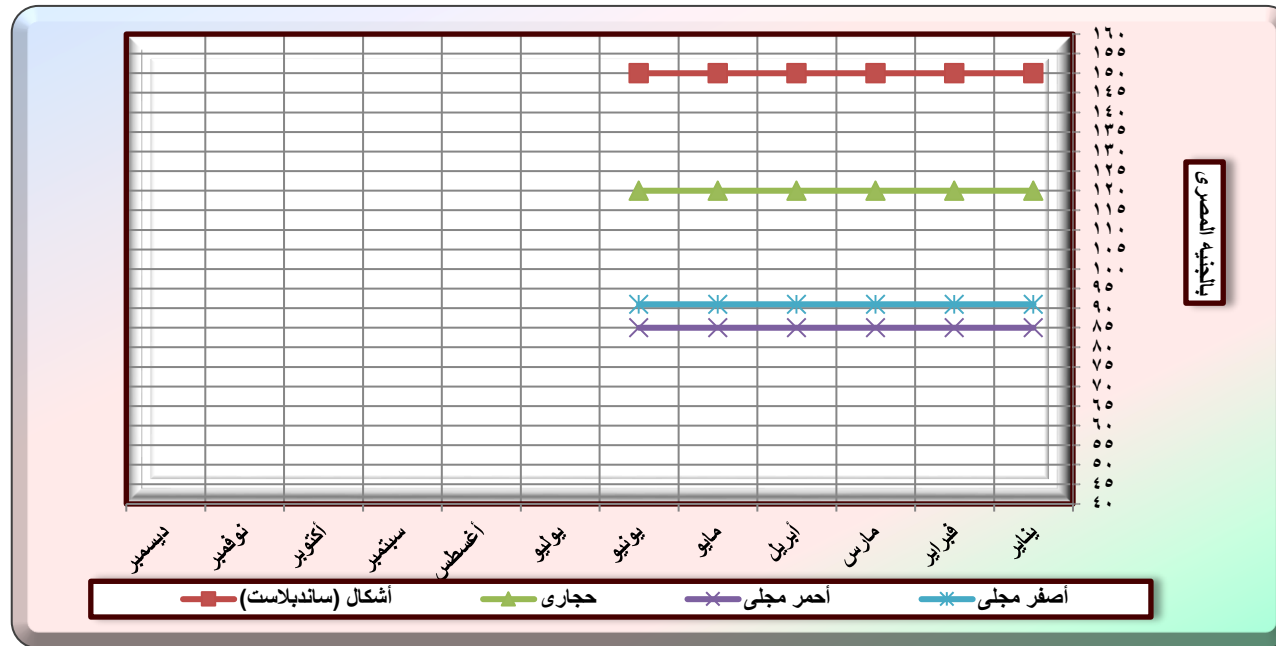 ١٦٠
١٥٥
١٥٠
١٤٥
١٤٠
١٣٥
١٣٠
١٢٥
١٢٠
١١٥
١١٠
١٠٥
١٠٠
٩٥
٩٠
٨٥
٨٠
٧٥
٧٠
٦٥
٦٠
٥٥
٥٠
٤٥
٤٠
بالجنيه المصرى
يناير
فبراير
مارس
أبريل
مايو
يونيو
يوليو
أغسطس
سبتمبر
أكتوبر
نوفمبر
ديسمبر
أصفر مجلى أحمر مجلى حجارى أشكال (ساندبلاست)